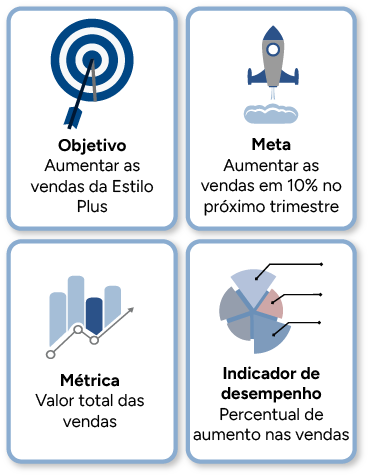 Objetivo
Aumentar as
vendas da Estilo
Plus
Meta
Aumentar as
vendas em 10% no
próximo trimestre
Métrica
Valor total das
vendas
Indicador de
desempenho
Percentual de
aumento nas vendas